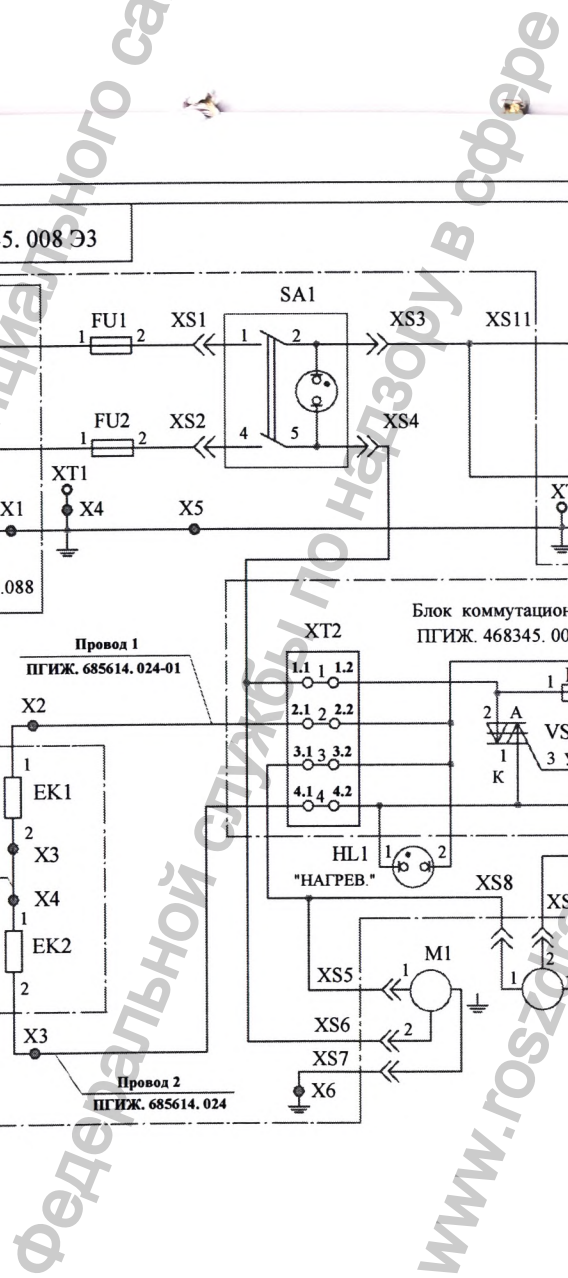 5. 008 ЭЗ
SA1
FU1
XS1
XS3
XS11
1 2
1 2
FU2
XS2
XS4
1 2
4 5
XT1
X1
X4
X5
.088
Блок коммутацион
ПГИЖ. 468345. 00
XT2
Провод 1
ПГИЖ. 685614. 024-01
1.1 1 1.2
2.1 2 2.2
3.1 3 3.2
4.1 4 4.2
X2
1
2 A
VS
1
3
К
1
EK1
2
X3
X4
1
EK2
2
HL1
1 2
"НАГРЕВ."
XS8
XS
M1
XS5
1
1
2
XS6
2
XS7
X6
X3
Провод 2
ПГИЖ. 685614. 024
Федеральной службы по надзору в сфере
www.roszdra